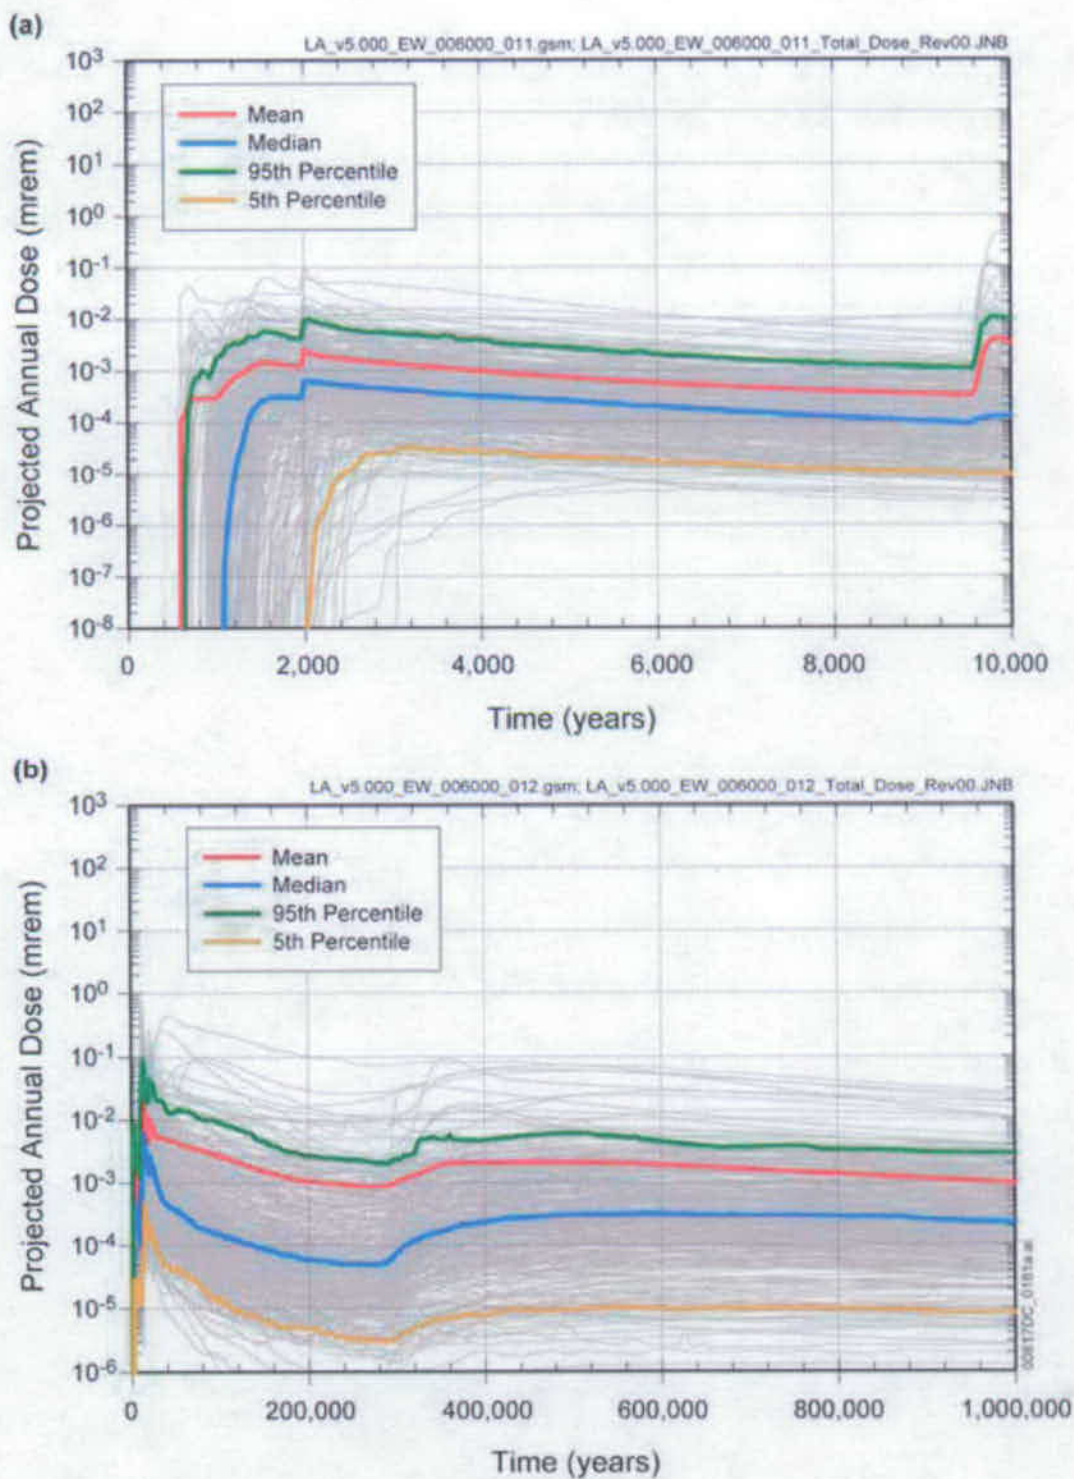 (a)
LA_v5.000_EW_006000_011.gsm; LA_v5.000_EW_006000_011_Total_Dose_Rev00.JNB
10³
10²
10¹
10⁰
10⁻¹
10⁻²
10⁻³
10⁻⁴
10⁻⁵
10⁻⁶
10⁻⁷
10⁻⁸
Projected Annual Dose (mrem)
Mean
Median
95th Percentile
5th Percentile
0 2,000 4,000 6,000 8,000 10,000
Time (years)
(b)
LA_v5.000_EW_006000_012.gsm; LA_v5.000_EW_006000_012_Total_Dose_Rev00.JNB
10³
10²
10¹
10⁰
10⁻¹
10⁻²
10⁻³
10⁻⁴
10⁻⁵
10⁻⁶
Projected Annual Dose (mrem)
Mean
Median
95th Percentile
5th Percentile
00817DC_0181a.ai
0 200,000 400,000 600,000 800,000 1,000,000
Time (years)